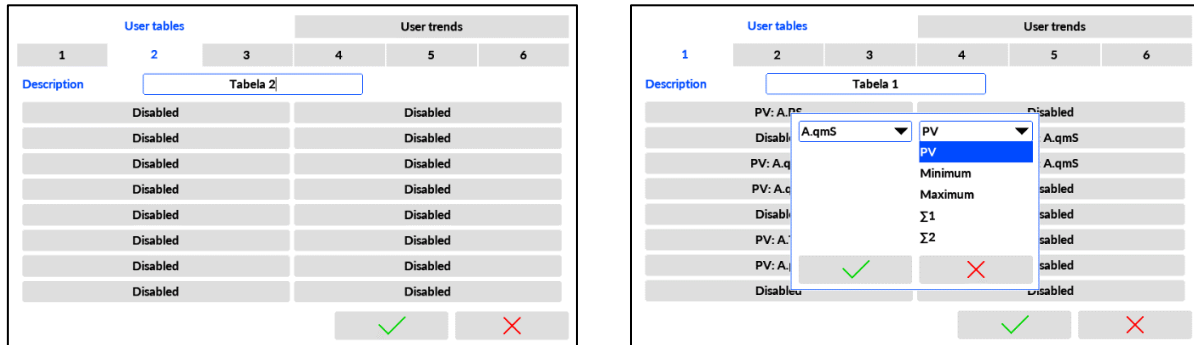 User tables User trends
1 2 3 4 5 6
Description Tabela 2
Disabled Disabled
Disabled Disabled
Disabled Disabled
Disabled Disabled
Disabled Disabled
Disabled Disabled
Disabled Disabled
Disabled Disabled
User tables User trends
1 2 3 4 5 6
Description Tabela 1
PV: A.PS Disabled
Disabl A.qmS PV A.qmS
PV
PV: A.q A.qmS
Minimum
PV: A.q sabled
Maximum
Disabl ∑1 sabled
∑2
PV: A. sabled
PV: A. sabled
Disabled Disabled